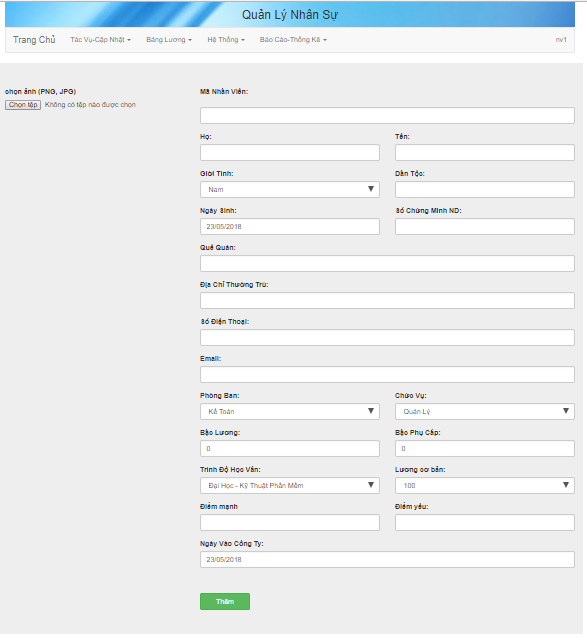 Quản Lý Nhân Sự
Trang Chủ Tác Vụ-Cập Nhật Bảng Lương Hệ Thống Báo Cáo-Thống Kê nv1
chọn ảnh (PNG, JPG) Mã Nhân Viên:
Chọn tệp Không có tệp nào được chọn
Họ: Tên:
Giới Tính: Dân Tộc:
Nam
Ngày Sinh: Số Chứng Minh ND:
23/05/2018
Quê Quán:
Địa Chỉ Thường Trú:
Số Điện Thoại:
Email:
Phòng Ban: Chức Vụ:
Kế Toán Quản Lý
Bậc Lương: Bậc Phụ Cấp:
0 0
Trình Độ Học Vấn: Lương cơ bản:
Đại Học - Kỹ Thuật Phần Mềm 100
Điểm mạnh Điểm yếu:
Ngày Vào Công Ty:
23/05/2018
Thêm